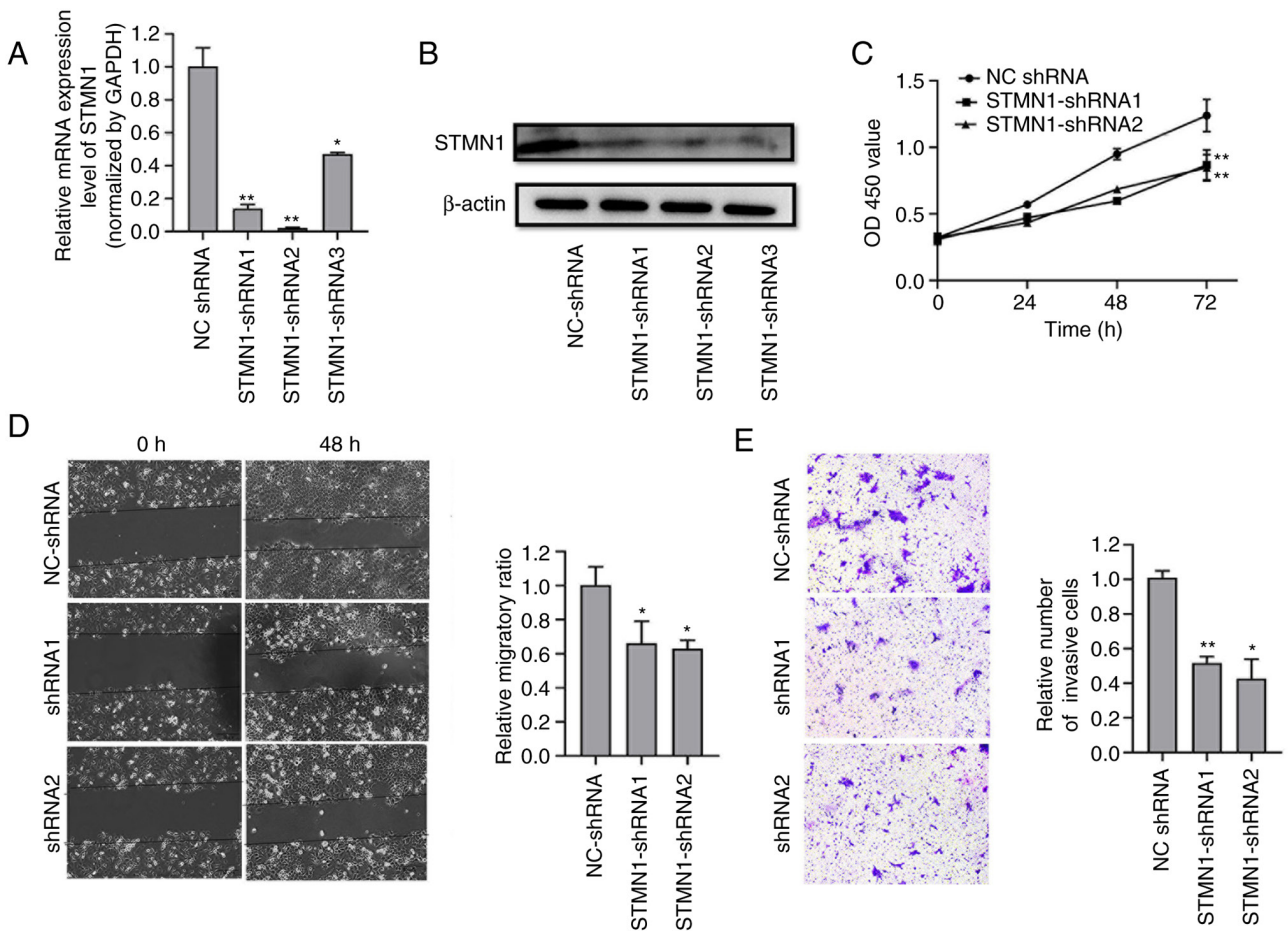 A
Relative mRNA expression
level of STMN1
(normalized by GAPDH)
1.2
1.0
0.8
0.6
0.4
0.2
0.0
**
**
*
NC shRNA
STMN1-shRNA1
STMN1-shRNA2
STMN1-shRNA3
B
STMN1
β-actin
NC-shRNA
STMN1-shRNA1
STMN1-shRNA2
STMN1-shRNA3
C
OD 450 value
1.5
1.0
0.5
0.0
NC shRNA
STMN1-shRNA1
STMN1-shRNA2
**
**
0
24
48
72
Time (h)
D
0 h
48 h
NC-shRNA
shRNA1
shRNA2
Relative migratory ratio
1.2
1.0
0.8
0.6
0.4
0.2
0.0
*
*
NC-shRNA
STMN1-shRNA1
STMN1-shRNA2
E
NC-shRNA
shRNA1
shRNA2
Relative number
of invasive cells
1.2
1.0
0.8
0.6
0.4
0.2
0.0
**
*
NC shRNA
STMN1-shRNA1
STMN1-shRNA2